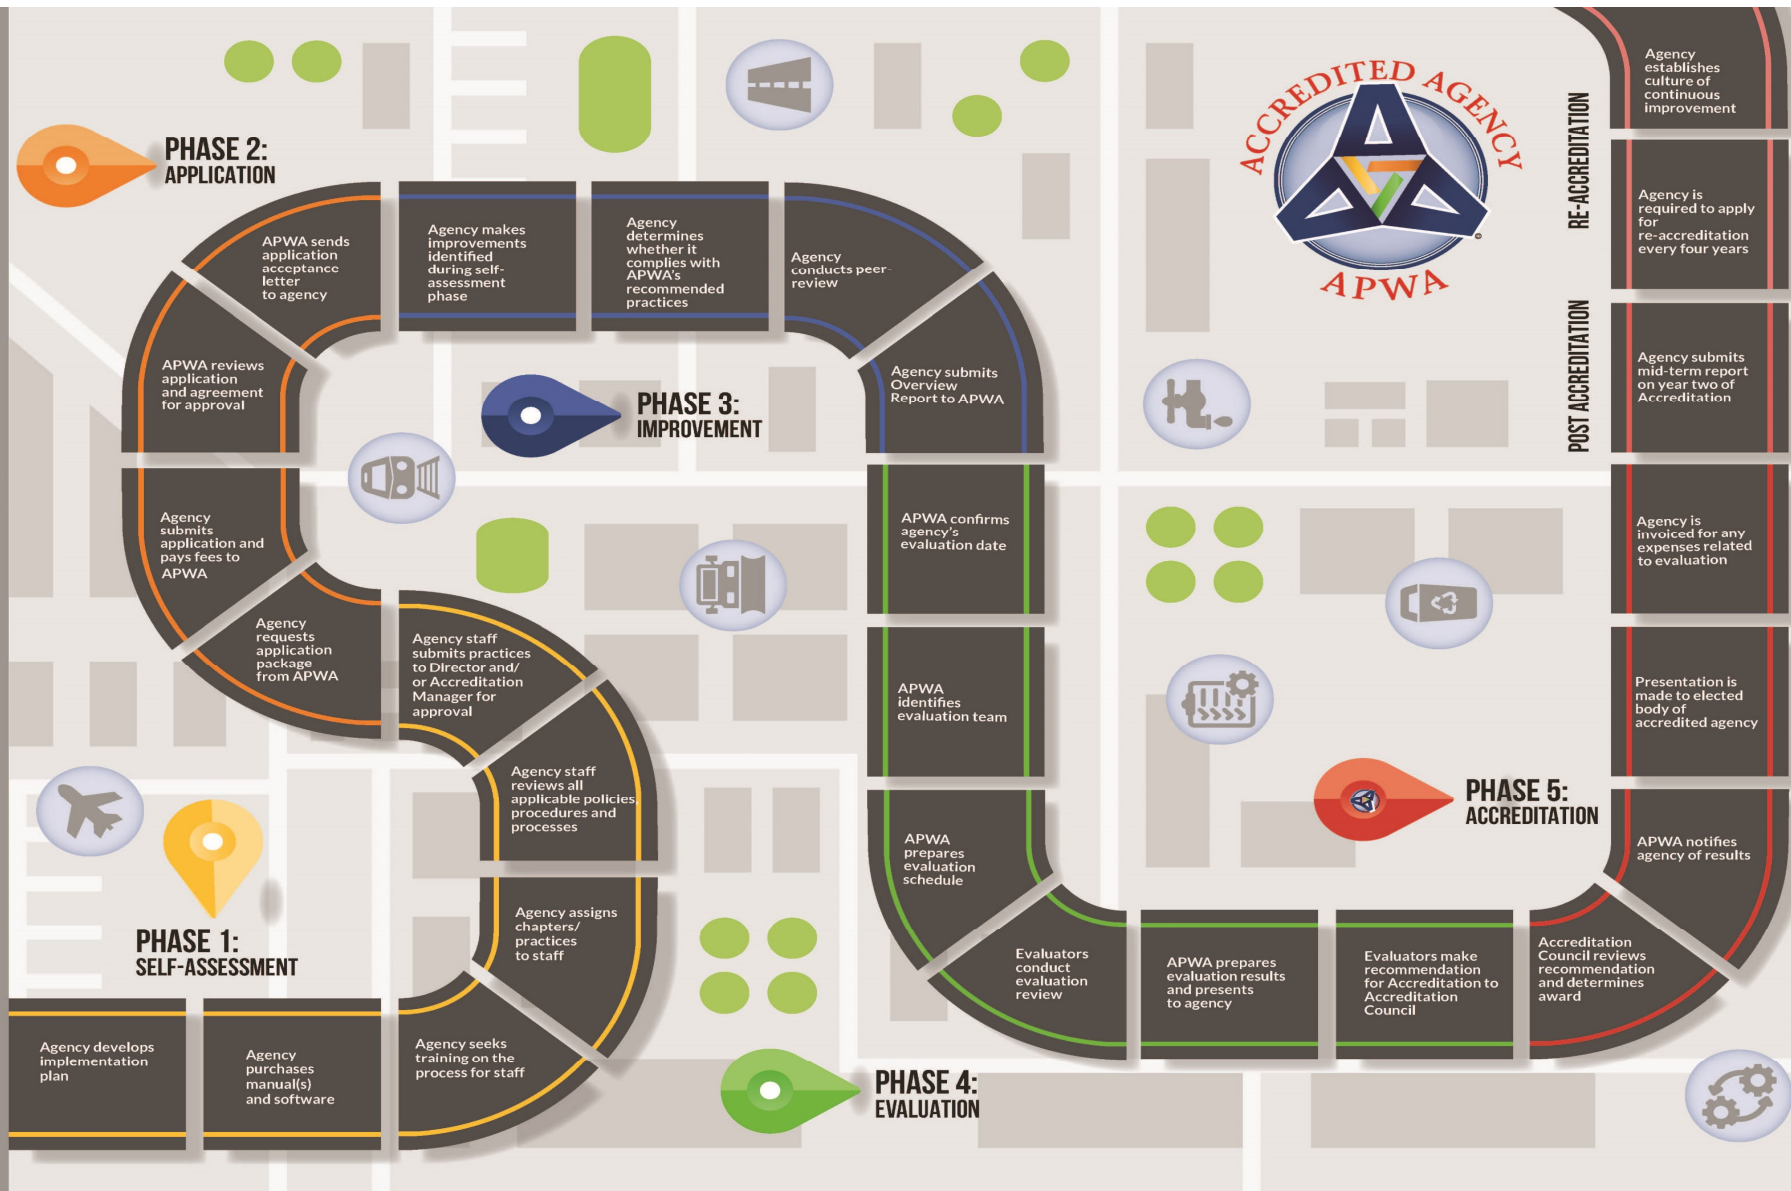 PHASE 1:
SELF-ASSESSMENT
Agency develops
implementation
plan
Agency
purchases
manual(s)
and software
Agency seeks
training on the
process for staff
Agency assigns
chapters/
practices
to staff
Agency staff
reviews all
applicable policies,
procedures and
processes
Agency staff
submits practices
to DIrector and/
or Accreditation
Manager for
approval
PHASE 2:
APPLICATION
Agency
requests
application
package
from APWA
Agency
submits
application and
pays fees to
APWA
APWA reviews
application
and agreement
for approval
APWA sends
application
acceptance
letter
to agency
PHASE 3:
IMPROVEMENT
Agency makes
improvements
identified
during self-
assessment
phase
Agency
determines
whether it
complies with
APWA's
recommended
practices
Agency
conducts peer-
review
Agency submits
Overview
Report to APWA
PHASE 4:
EVALUATION
APWA confirms
agency's
evaluation date
APWA
identifies
evaluation team
APWA
prepares
evaluation
schedule
Evaluators
conduct
evaluation
review
APWA prepares
evaluation results
and presents
to agency
Evaluators make
recommendation
for Accreditation to
Accreditation
Council
PHASE 5:
ACCREDITATION
Accreditation
Council reviews
recommendation
and determines
award
APWA notifies
agency of results
Presentation is
made to elected
body of
accredited agency
Agency is
invoiced for any
expenses related
to evaluation
POST ACCREDITATION
Agency submits
mid-term report
on year two of
Accreditation
RE-ACCREDITATION
Agency is
required to apply
for
re-accreditation
every four years
Agency
establishes
culture of
continuous
improvement
ACCREDITED AGENCY
APWA